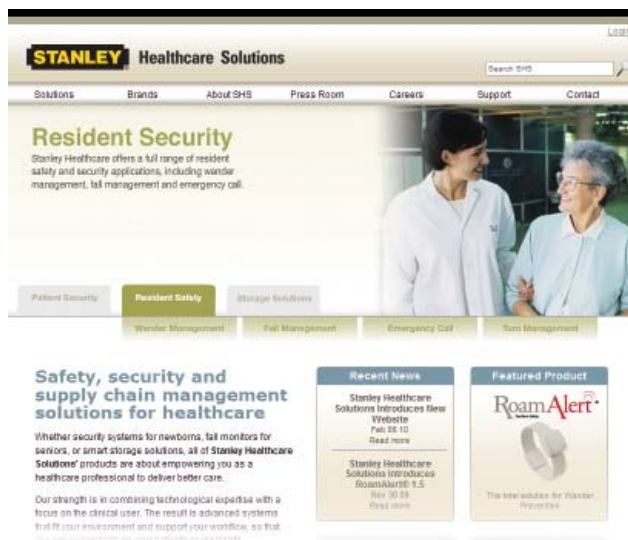 Login
STANLEY Healthcare Solutions
Search SHS
Solutions Brands About SHS Press Room Careers Support Contact
Resident Security
Stanley Healthcare offers a full range of resident
safety and security applications, including wander
management, fall management and emergency call.
Patient Security Resident Safety Storage Solutions
Wander Management Fall Management Emergency Call Turn Management
Safety, security and
supply chain management
solutions for healthcare
Whether security systems for newborns, fall monitors for
seniors, or smart storage solutions, all of Stanley Healthcare
Solutions' products are about empowering you as a
healthcare professional to deliver better care.
Our strength is in combining technological expertise with a
focus on the clinical user. The result is advanced systems
that fit your environment and support your workflow, so that
Recent News
Stanley Healthcare
Solutions Introduces New
Website
Feb 08 10
Read more
Stanley Healthcare
Solutions Introduces
RoamAlert® 1.5
Nov 30 09
Read more
Featured Product
RoamAlert
The total solution for Wander
Prevention